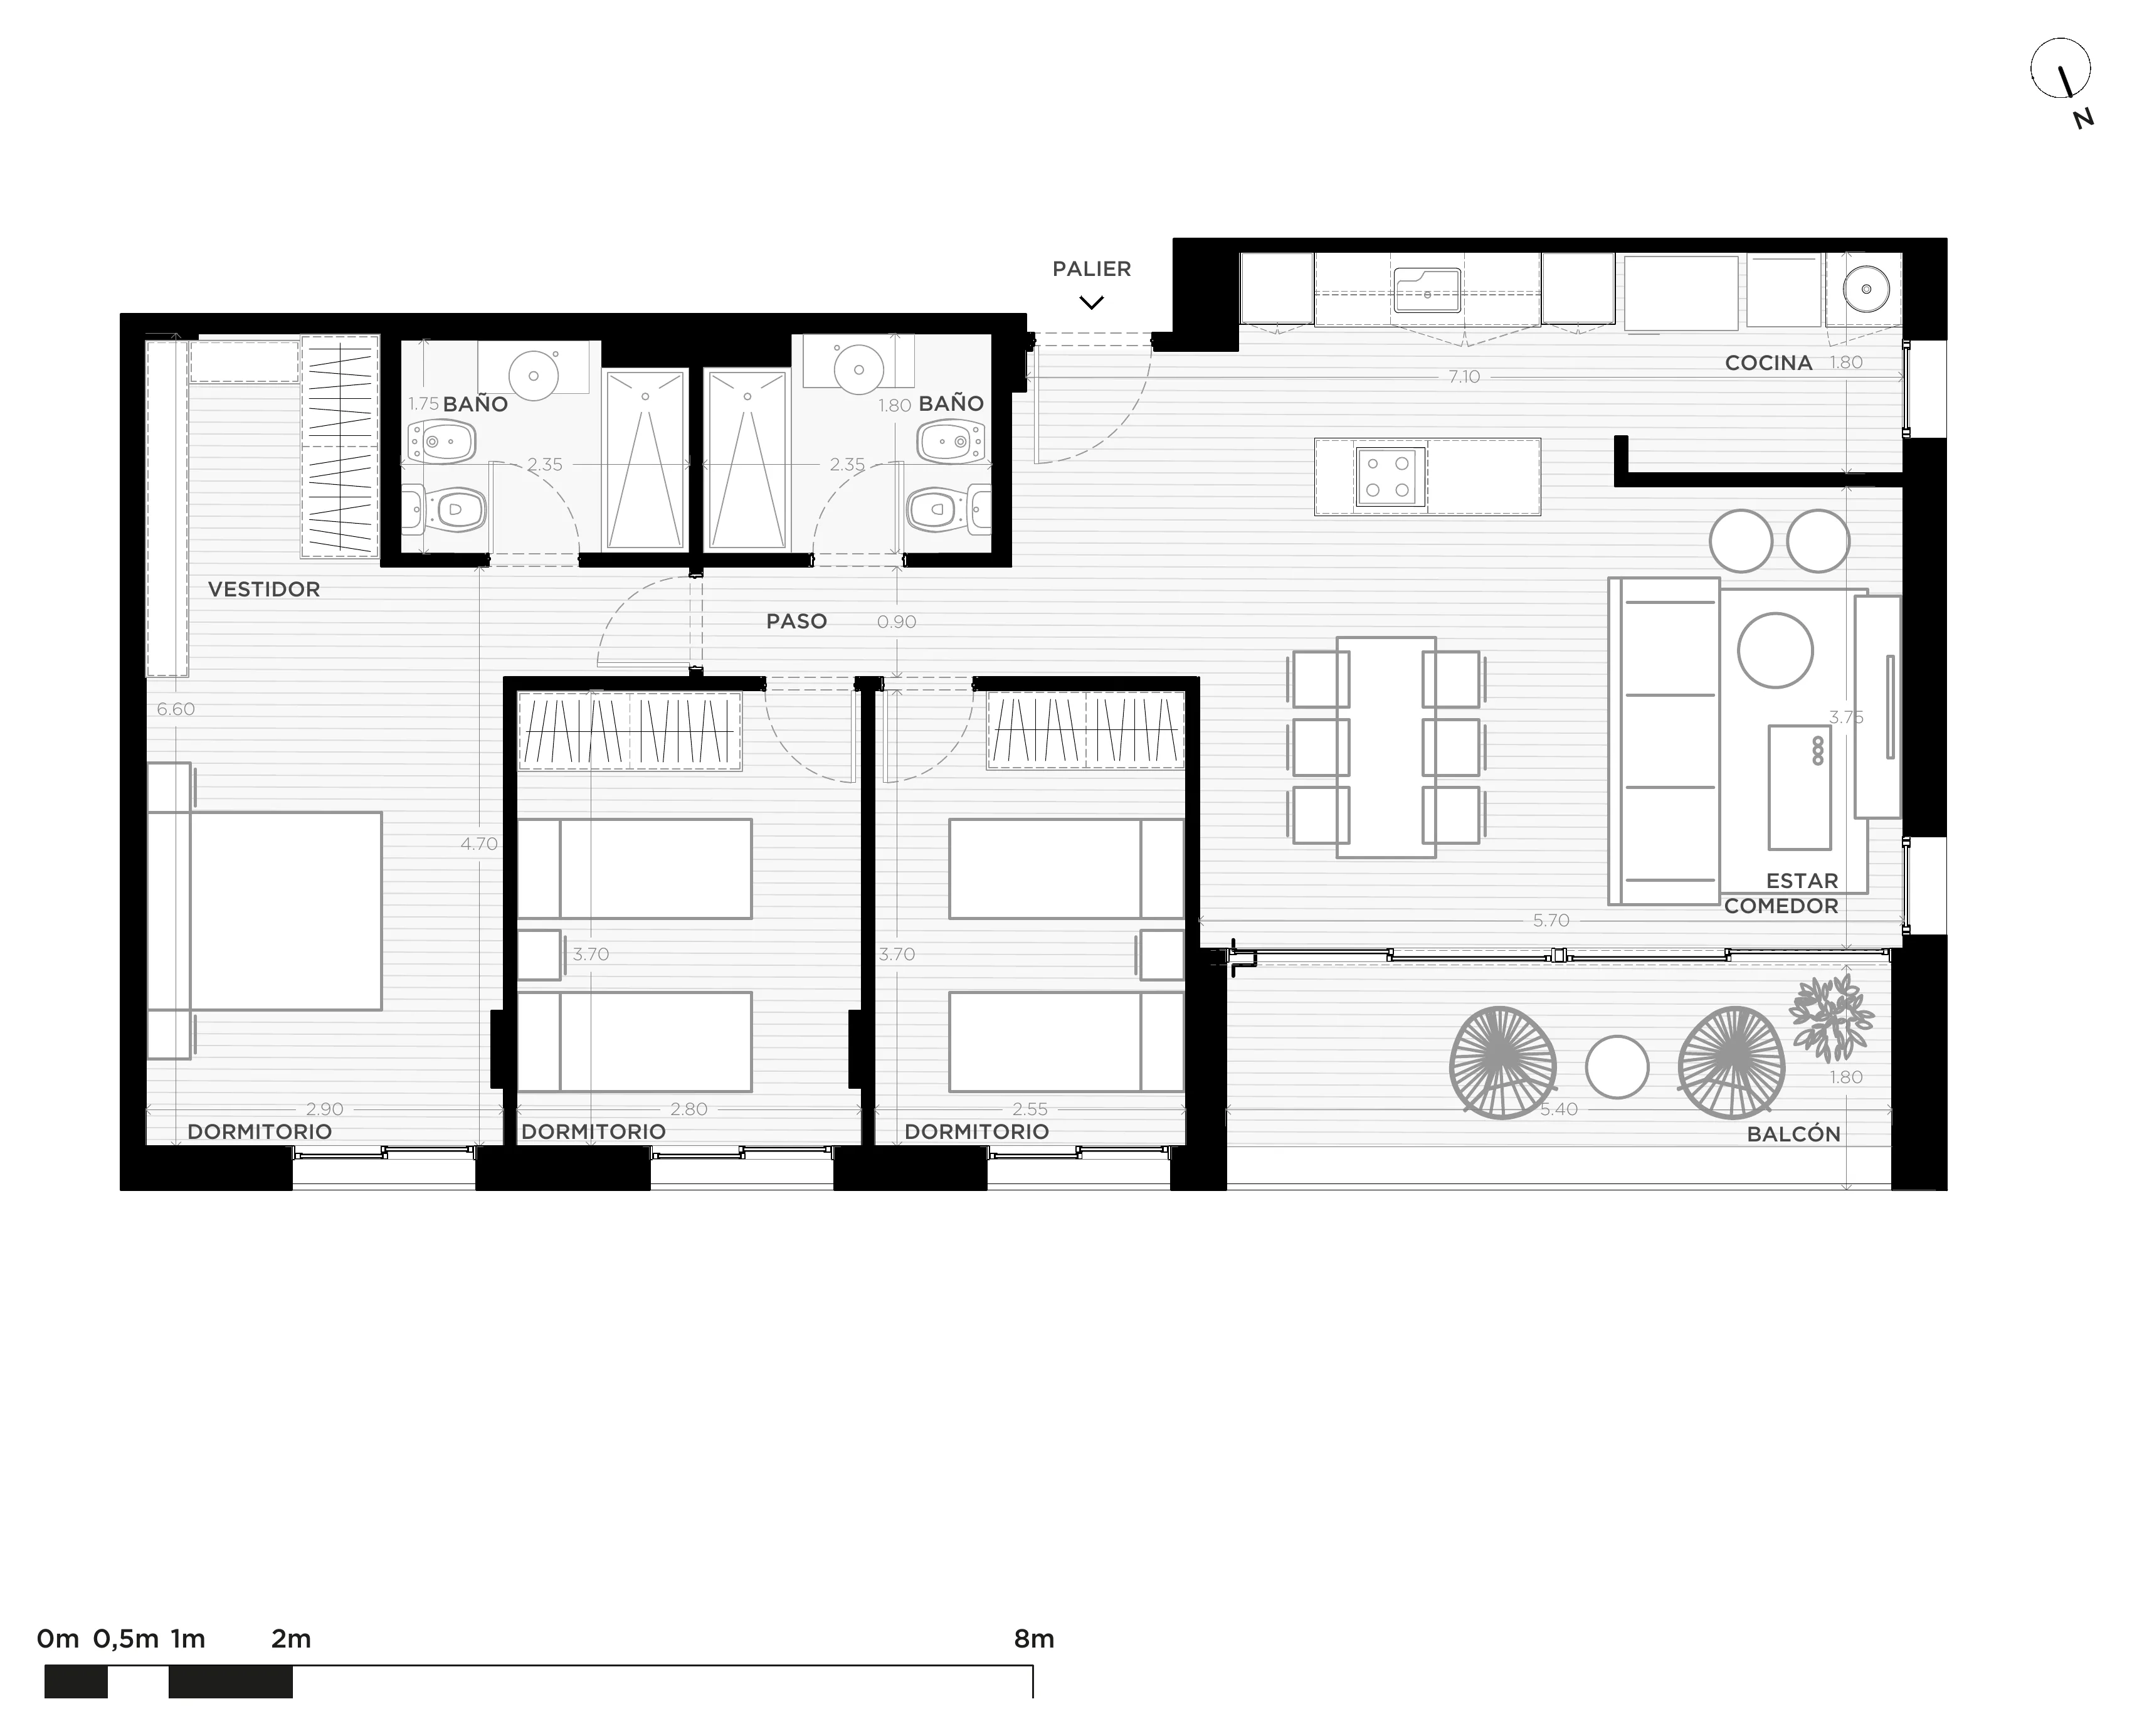 N
PALIER
COCINA 1.80
7.10
1.75 BAÑO
1.80 BAÑO
2.35
2.35
VESTIDOR
PASO
0.90
6.60
3.75
4.70
ESTAR
COMEDOR
5.70
3.70
3.70
1.80
2.90
2.80
2.55
5.40
DORMITORIO
DORMITORIO
DORMITORIO
BALCÓN
0m 0,5m 1m 2m 8m